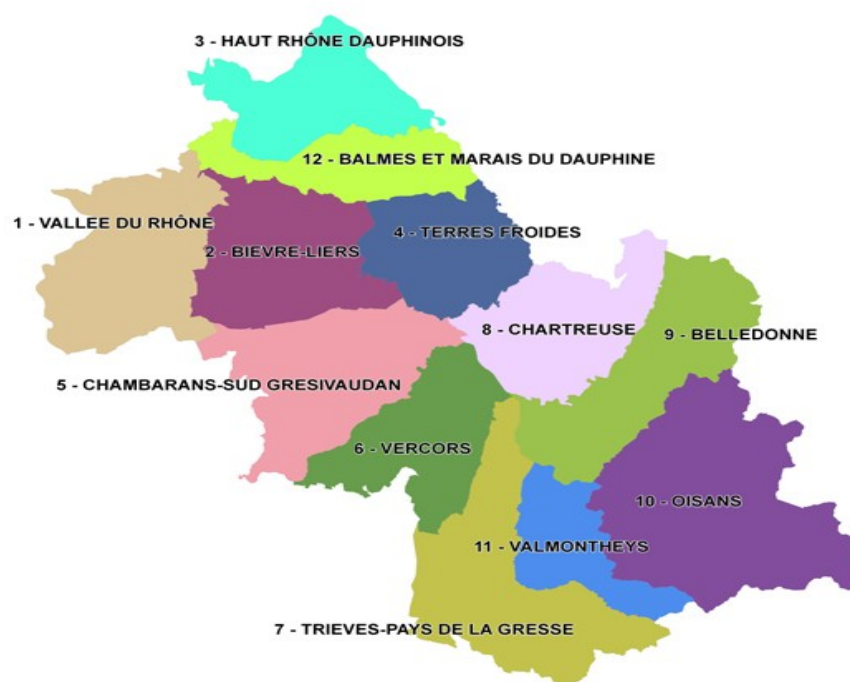 3 - HAUT RHÔNE DAUPHINOIS
12 - BALMES ET MARAIS DU DAUPHINE
1 - VALLEE DU RHÔNE
4 - TERRES FROIDES
2 - BIEVRE-LIERS
8 - CHARTREUSE
9 - BELLEDONNE
5 - CHAMBARANS-SUD GRESIVAUDAN
6 - VERCORS
10 - OISANS
11 - VALMONTHEYS
7 - TRIEVES-PAYS DE LA GRESSE